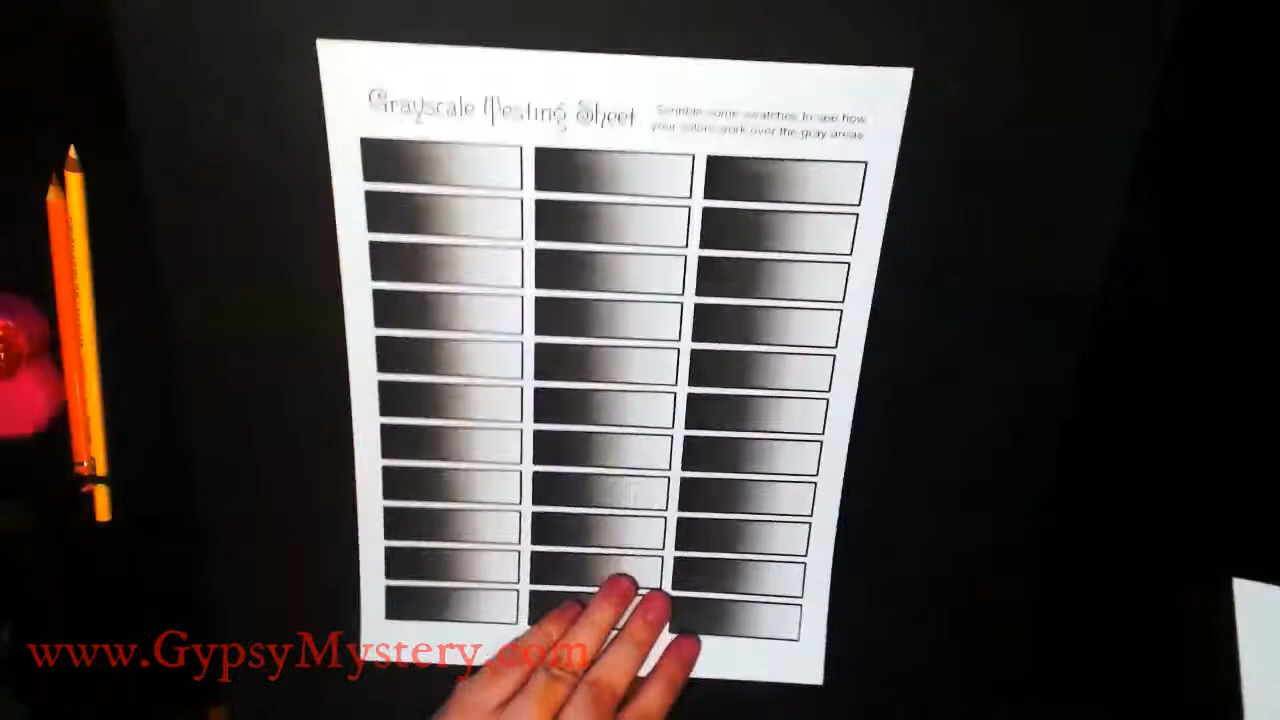 Grayscale Testing Sheet
Scribble some swatches to see how
your colors work over the gray areas
www.GypsyMystery.com